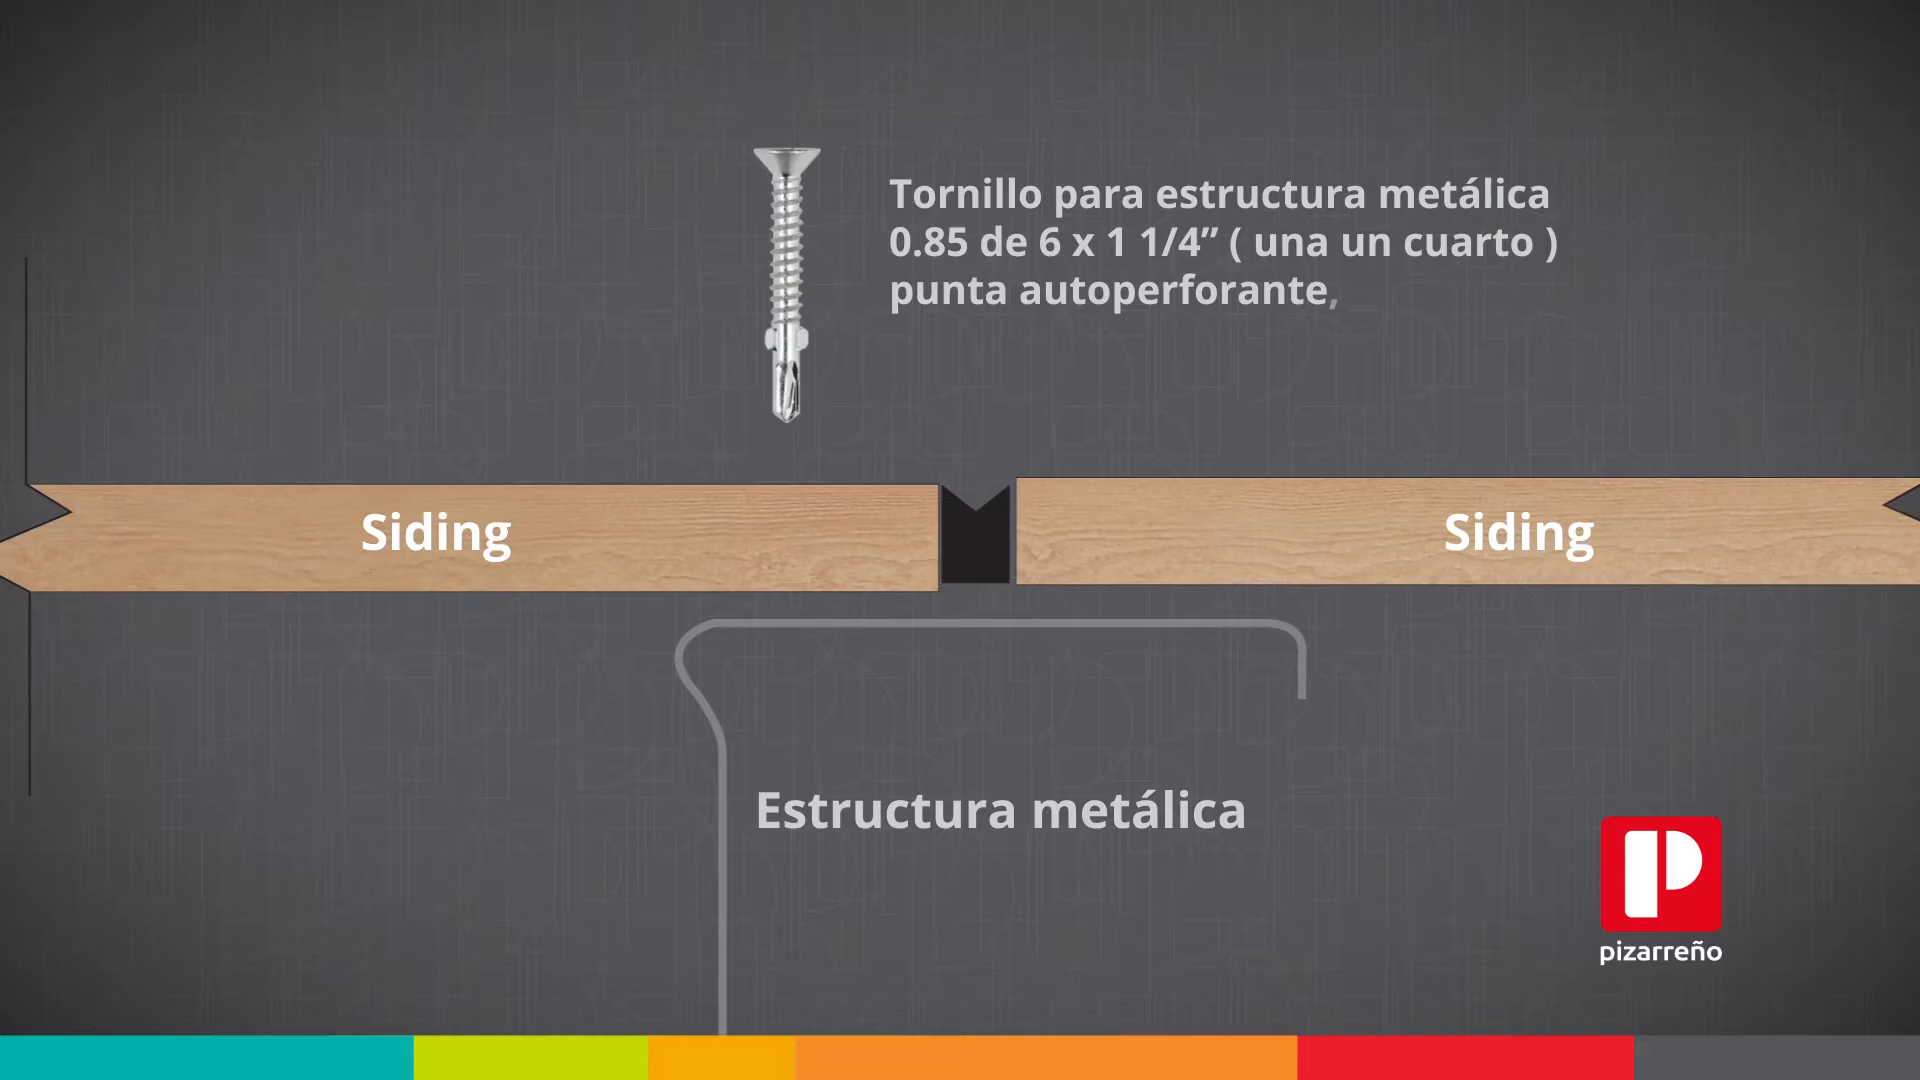 Tornillo para estructura metálica
0.85 de 6 x 1 1/4” ( una un cuarto )
punta autoperforante,
Siding
Siding
Estructura metálica
pizarreño